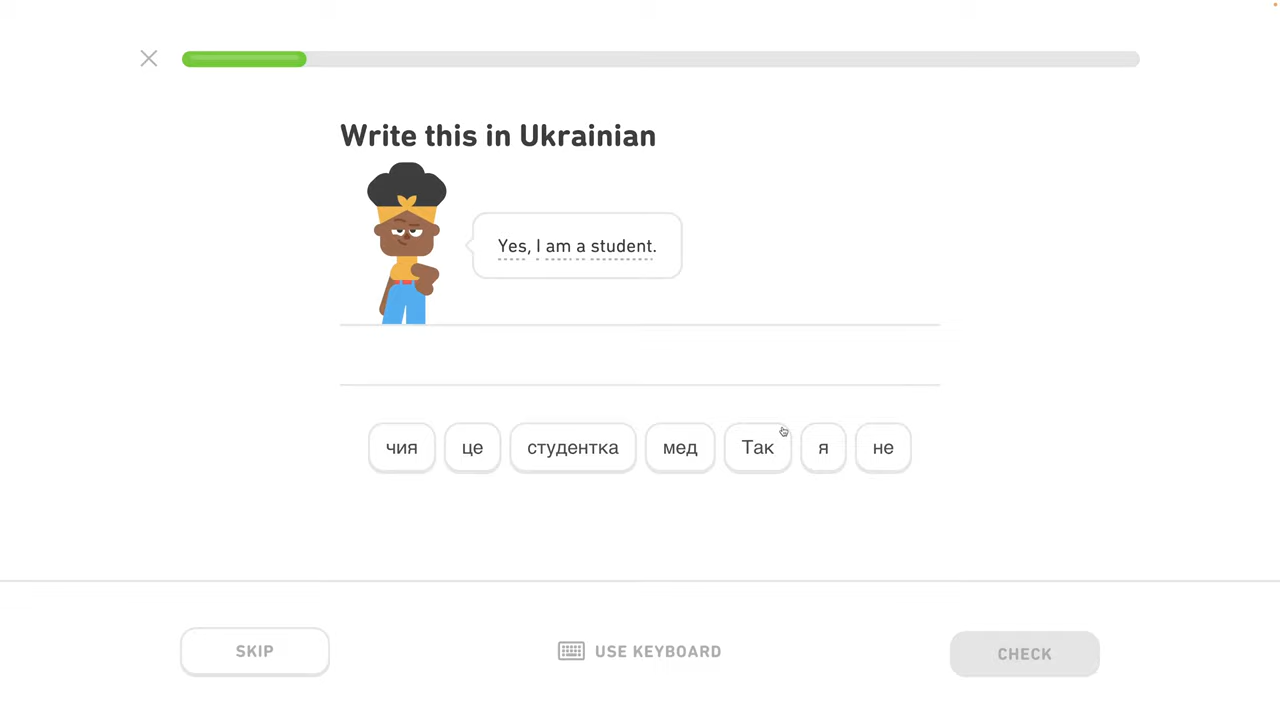 Write this in Ukrainian
Yes, I am a student.
чия це студентка мед Так я не
SKIP USE KEYBOARD CHECK